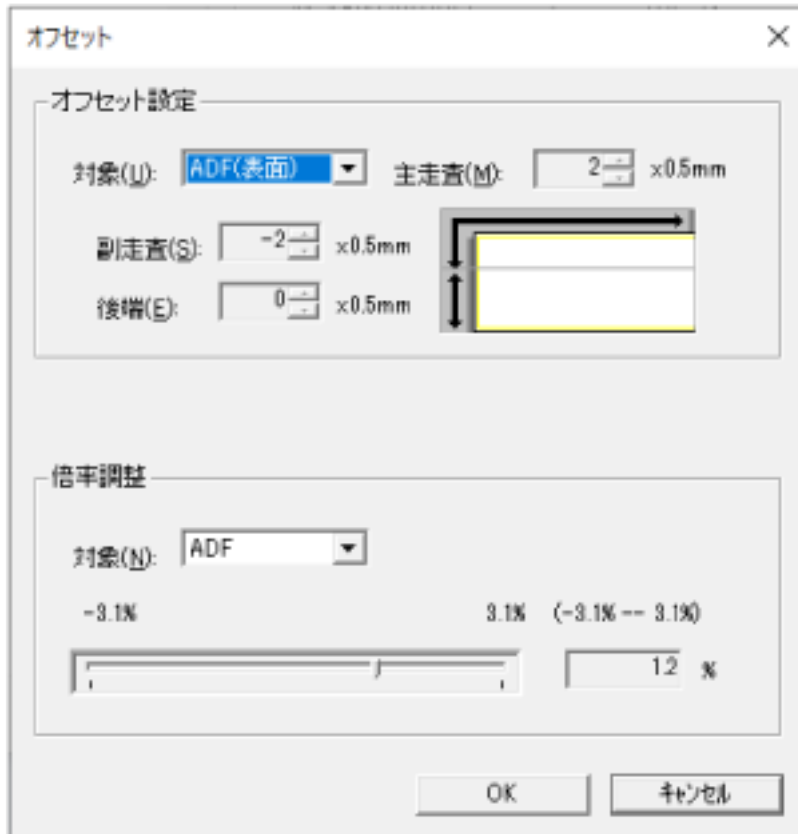 オフセット
オフセット設定
対象(U): ADF(表面) 主走査(M): 2 x0.5mm
副走査(S): -2 x0.5mm
後端(E): 0 x0.5mm
倍率調整
対象(N): ADF
-3.1% 3.1% (-3.1% -- 3.1%)
1.2 %
OK キャンセル